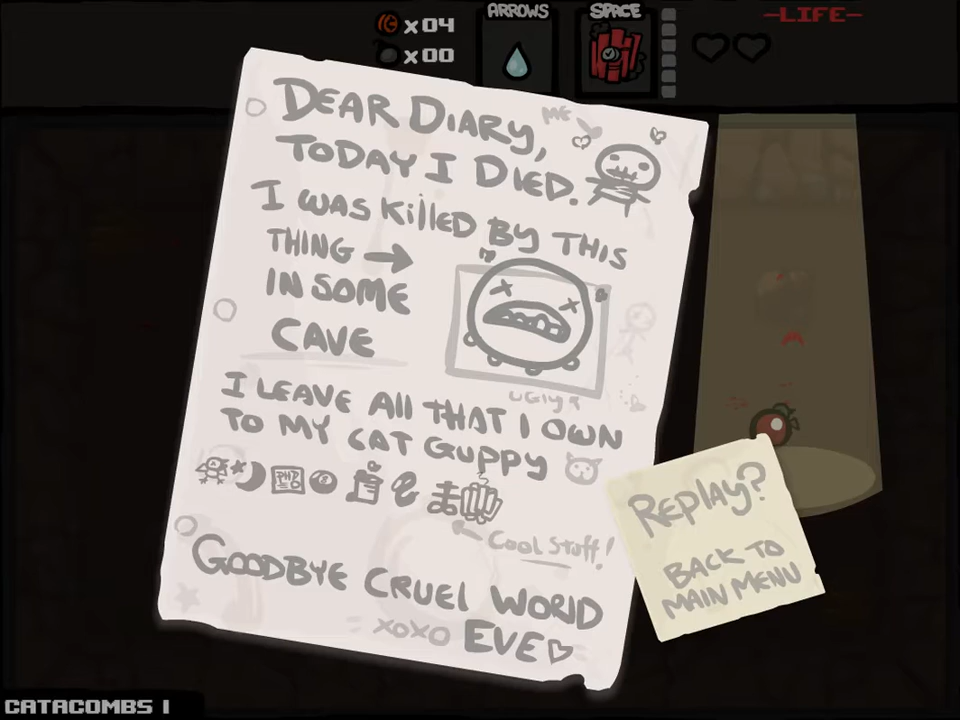 x04
x00
ARROWS
SPACE
-LIFE-
DEAR DIARY,
ME
TODAY I DIED.
I WAS KILLED BY THIS
THING →
IN SOME
CAVE
UGLY
I LEAVE ALL THAT I OWN
TO MY CAT GUPPY
PHD
COOL STUFF!
GOODBYE CRUEL WORLD
XOXO EVE
REPLAY?
BACK TO
MAIN MENU
CATACOMBS I